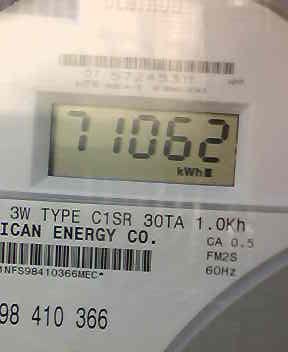 71062
kWh
3W TYPE C1SR 30TA 1.0Kh
ICAN ENERGY CO.
CA 0.5
FM2S
60Hz
1NFS98410366MEC*
98 410 366